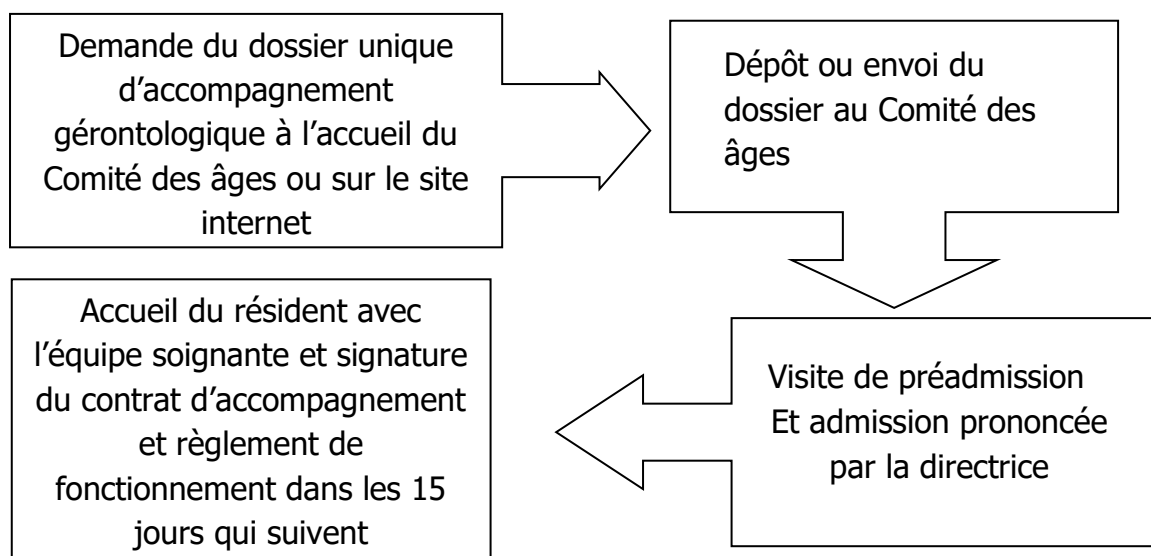 Demande du dossier unique
d’accompagnement
gérontologique à l’accueil du
Comité des âges ou sur le site
internet
Dépôt ou envoi du
dossier au Comité des
âges
Visite de préadmission
Et admission prononcée
par la directrice
Accueil du résident avec
l’équipe soignante et signature
du contrat d’accompagnement
et règlement de
fonctionnement dans les 15
jours qui suivent